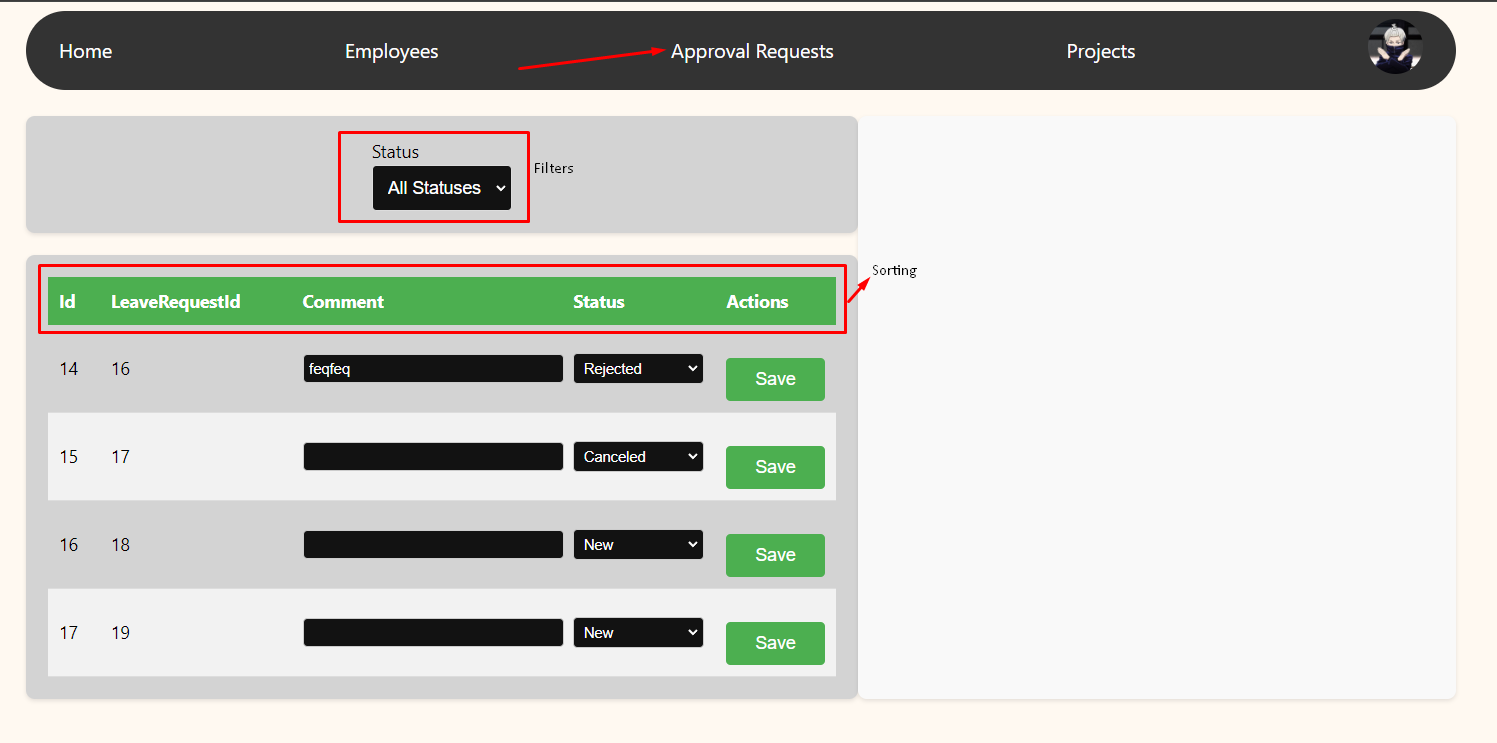 Home Employees Approval Requests Projects
Status
All Statuses
Filters
Sorting
Id LeaveRequestId Comment Status Actions
14 16 feqfeq Rejected Save
15 17 Canceled Save
16 18 New Save
17 19 New Save